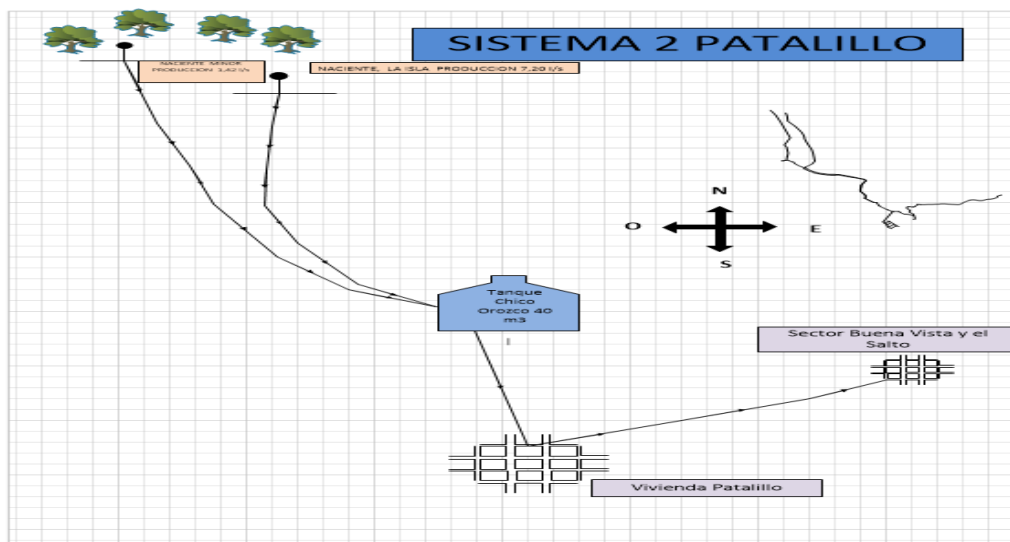 SISTEMA 2 PATALILLO
NACIENTE MINOR
PRODUCCION 1,42 l/s
NACIENTE, LA ISLA PRODUCCION 7,20 l/s
N
O
E
S
Tanque
Chico
Orozco 40
m3
Sector Buena Vista y el
Salto
Vivienda Patalillo